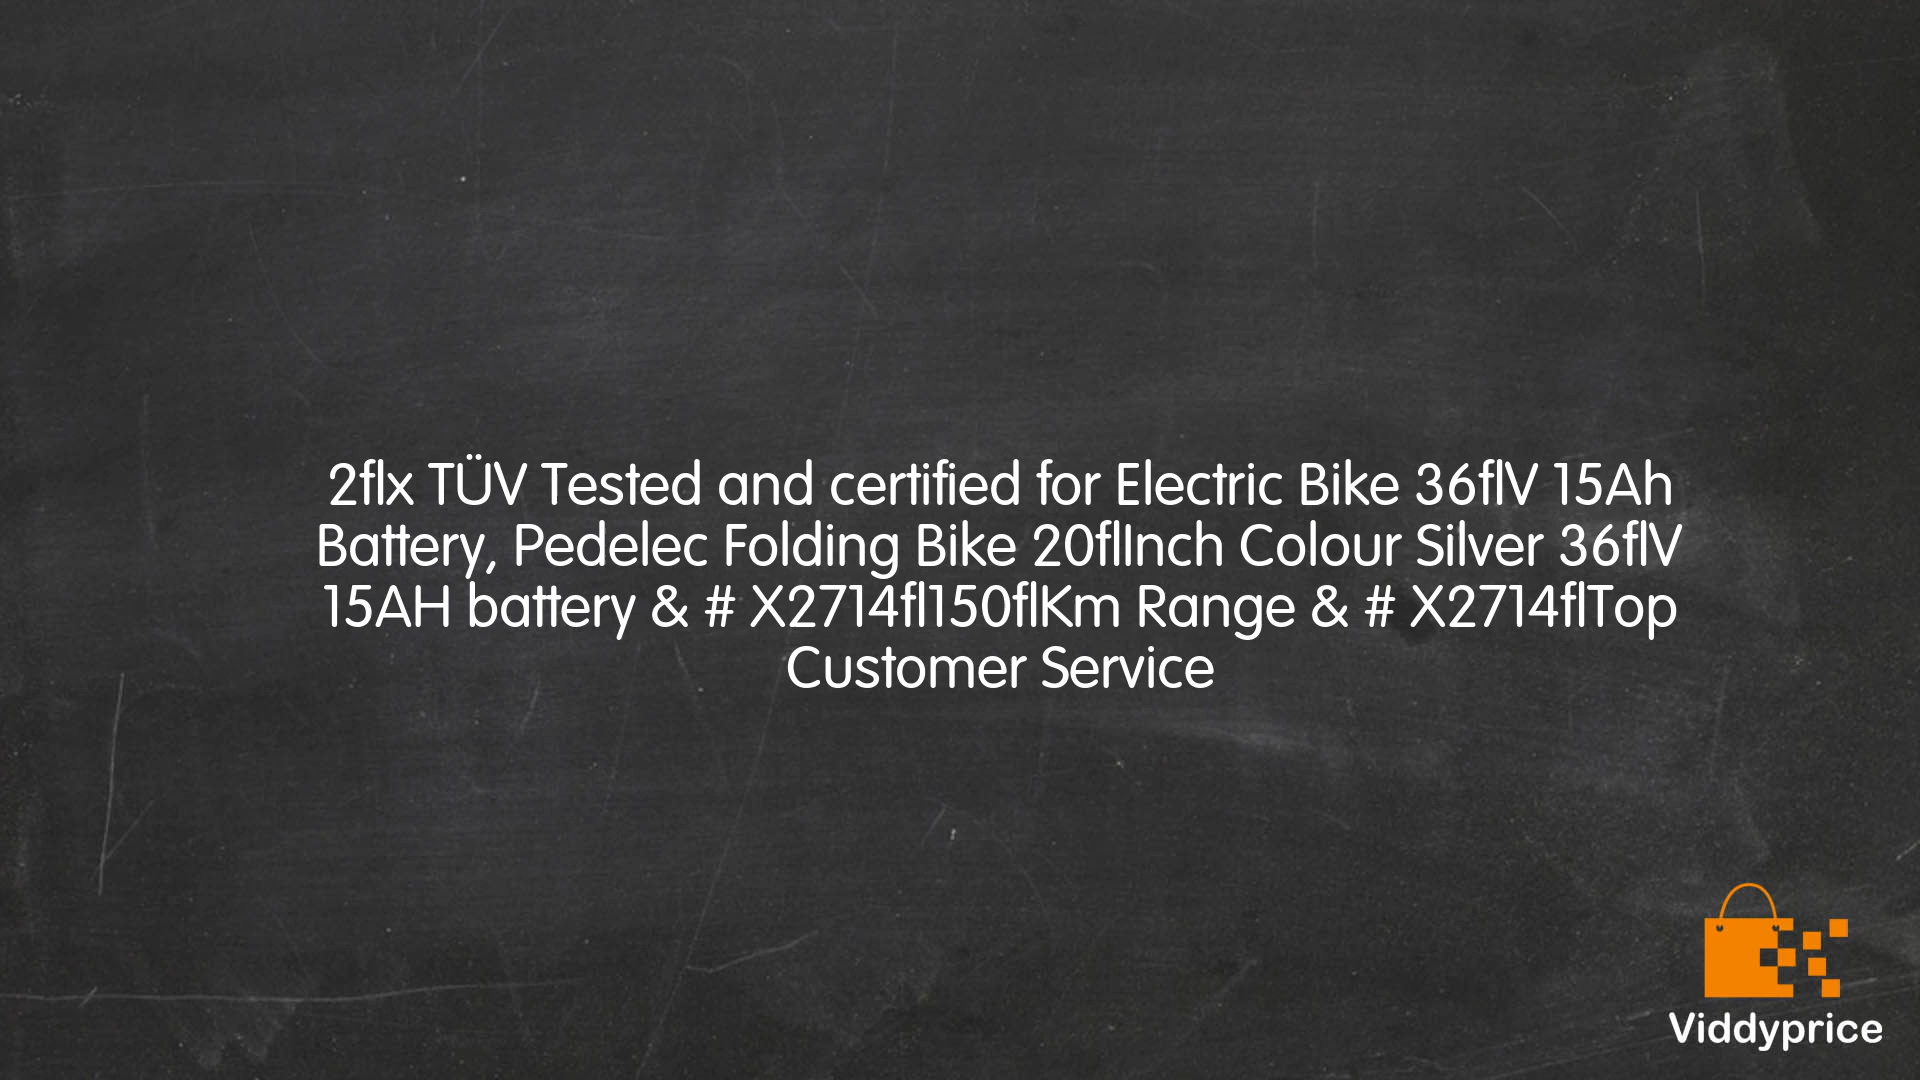 2flx TÜV Tested and certified for Electric Bike 36flV 15Ah
Battery, Pedelec Folding Bike 20flInch Colour Silver 36flV
15AH battery & # X2714fl150flKm Range & # X2714flTop
Customer Service
Viddyprice